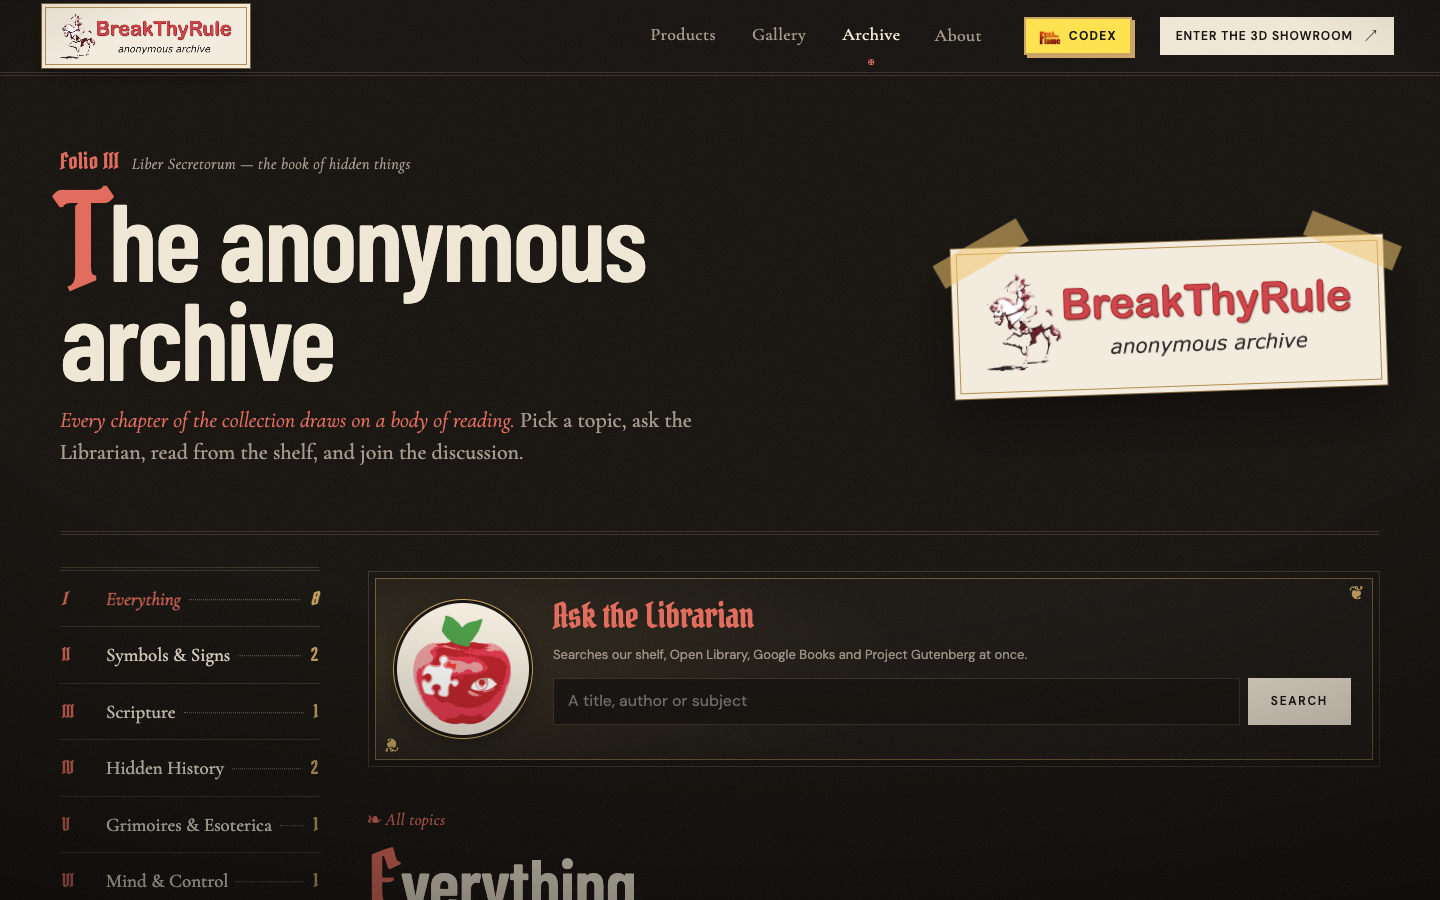 BreakThyRule
anonymous archive
Products
Gallery
Archive
About
Feel Flame
CODEX
ENTER THE 3D SHOWROOM ↗
Folio III
Liber Secretorum — the book of hidden things
The anonymous
archive
Every chapter of the collection draws on a body of reading. Pick a topic, ask the
Librarian, read from the shelf, and join the discussion.
BreakThyRule
anonymous archive
I Everything 8
II Symbols & Signs 2
III Scripture 1
IV Hidden History 2
V Grimoires & Esoterica 1
VI Mind & Control 1
Ask the Librarian
Searches our shelf, Open Library, Google Books and Project Gutenberg at once.
A title, author or subject
SEARCH
❧ All topics
Everything